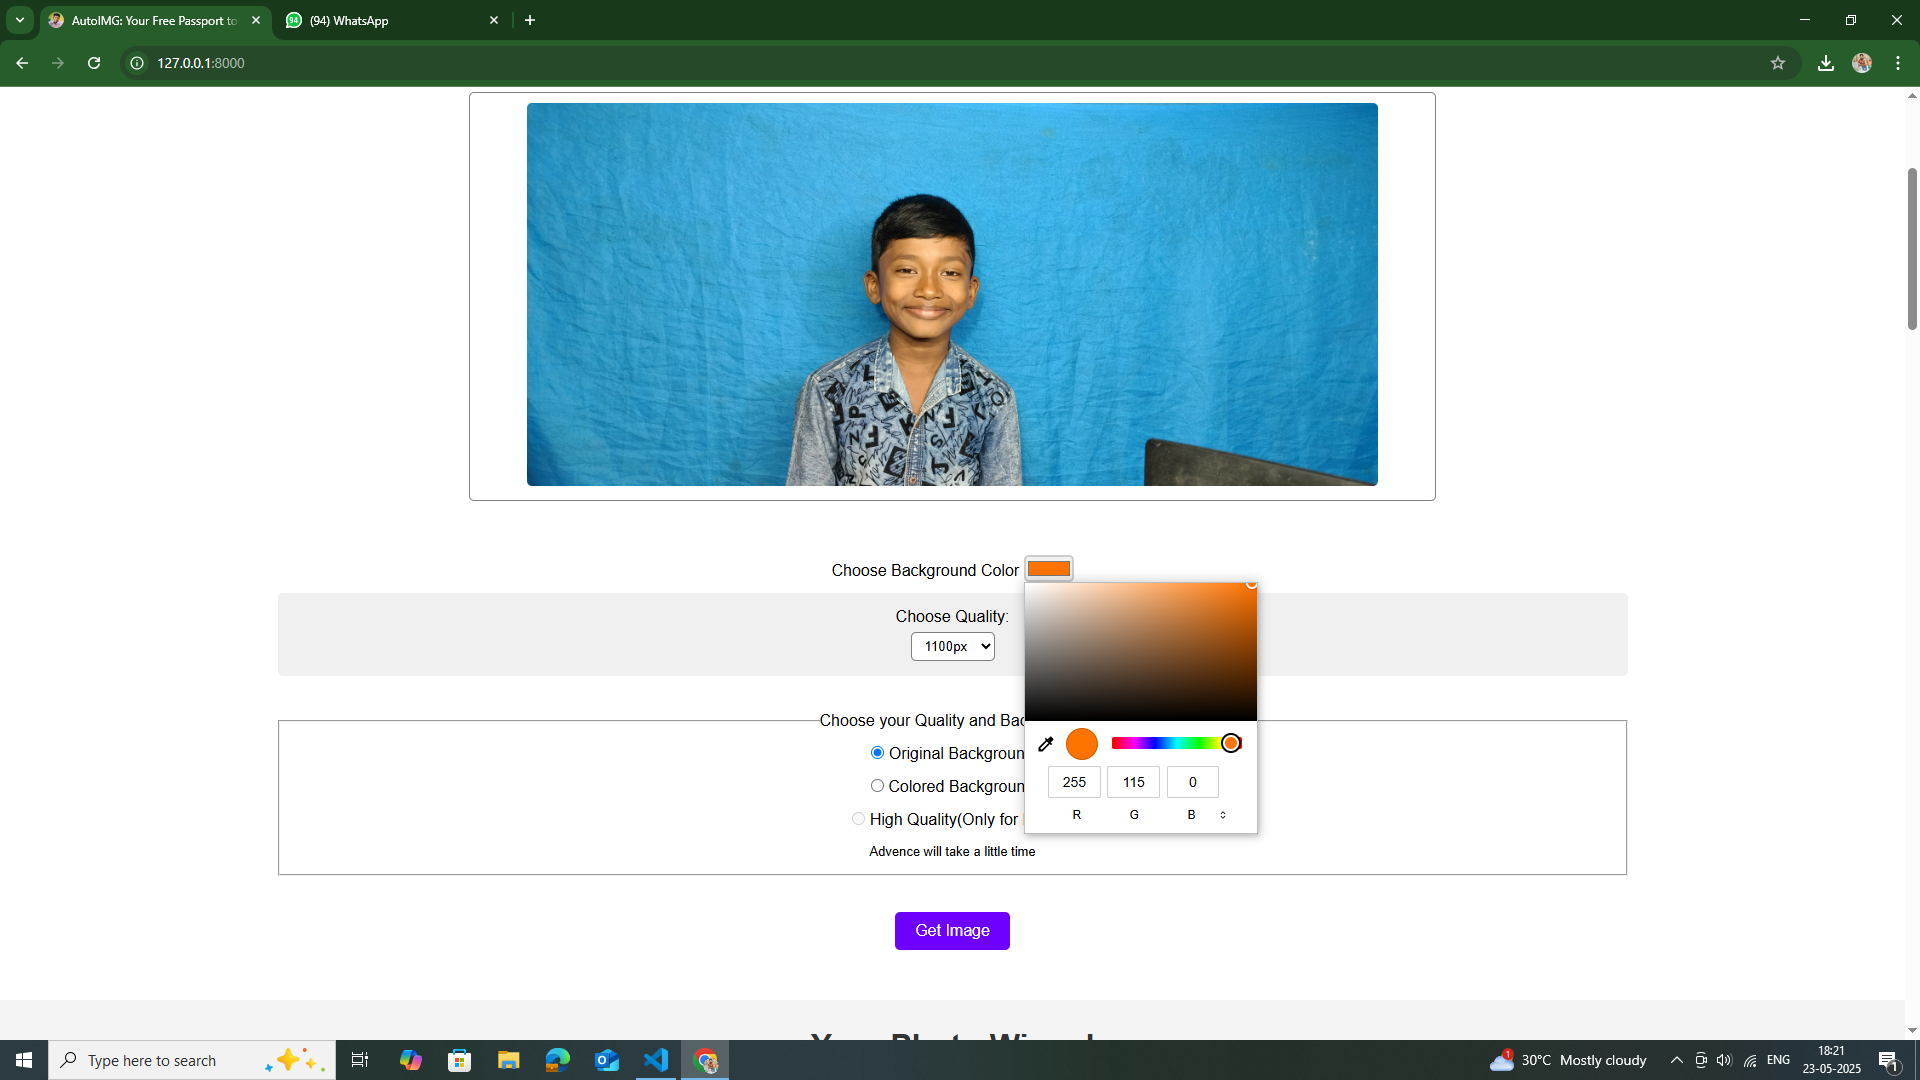 AutoIMG: Your Free Passport to
(94) WhatsApp
127.0.0.1:8000
Choose Background Color
Choose Quality:
1100px
Choose your Quality and Bac
Original Backgroun
Colored Backgroun
High Quality(Only for
Advence will take a little time
255 115 0
R G B
Get Image
Type here to search
1
30°C Mostly cloudy
ENG
18:21
23-05-2025
1